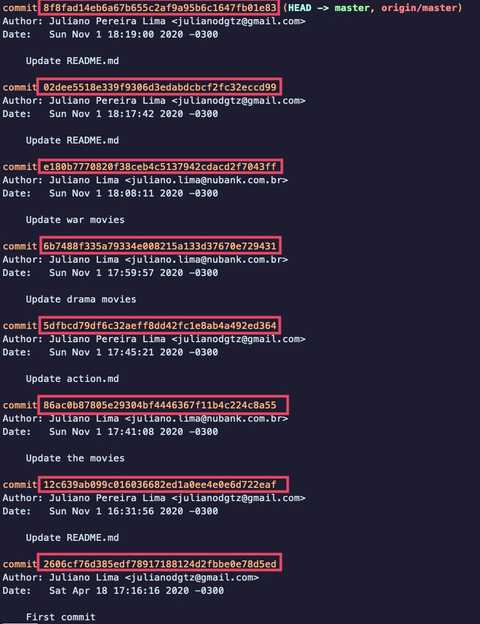 commit 8f8fad14eb6a67b655c2af9a95b6c1647fb01e83 (HEAD -> master, origin/master)
Author: Juliano Pereira Lima <julianodgtz@gmail.com>
Date:   Sun Nov 1 18:19:00 2020 -0300
Update README.md
commit 02dee5518e339f9306d3edabdcbcf2fc32eccd99
Author: Juliano Pereira Lima <julianodgtz@gmail.com>
Date:   Sun Nov 1 18:17:42 2020 -0300
Update README.md
commit e180b7770820f38ceb4c5137942cdacd2f7043ff
Author: Juliano Lima <juliano.lima@nubank.com.br>
Date:   Sun Nov 1 18:08:11 2020 -0300
Update war movies
commit 6b7488f335a79334e008215a133d37670e729431
Author: Juliano Lima <juliano.lima@nubank.com.br>
Date:   Sun Nov 1 17:59:57 2020 -0300
Update drama movies
commit 5dfbcd79df6c32aeff8dd42fc1e8ab4a492ed364
Author: Juliano Pereira Lima <julianodgtz@gmail.com>
Date:   Sun Nov 1 17:45:21 2020 -0300
Update action.md
commit 86ac0b87805e29304bf4446367f11b4c224c8a55
Author: Juliano Lima <juliano.lima@nubank.com.br>
Date:   Sun Nov 1 17:41:08 2020 -0300
Update the movies
commit 12c639ab099c016036682ed1a0ee4e0e6d722eaf
Author: Juliano Pereira Lima <julianodgtz@gmail.com>
Date:   Sun Nov 1 16:31:56 2020 -0300
Update README.md
commit 2606cf76d385edf78917188124d2fbbe0e78d5ed
Author: Juliano Lima <julianodgtz@gmail.com>
Date:   Sat Apr 18 17:16:16 2020 -0300
First commit